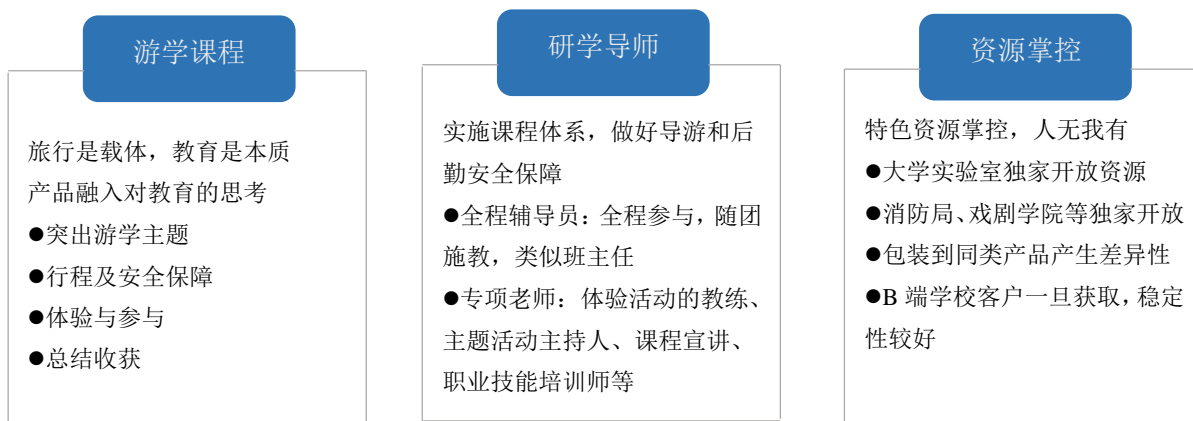 游学课程
旅行是载体，教育是本质
产品融入对教育的思考
●突出游学主题
●行程及安全保障
●体验与参与
●总结收获
研学导师
实施课程体系，做好导游和后
勤安全保障
●全程辅导员：全程参与，随团
施教，类似班主任
●专项老师：体验活动的教练、
主题活动主持人、课程宣讲、
职业技能培训师等
资源掌控
特色资源掌控，人无我有
●大学实验室独家开放资源
●消防局、戏剧学院等独家开放
●包装到同类产品产生差异性
●B 端学校客户一旦获取，稳定
性较好